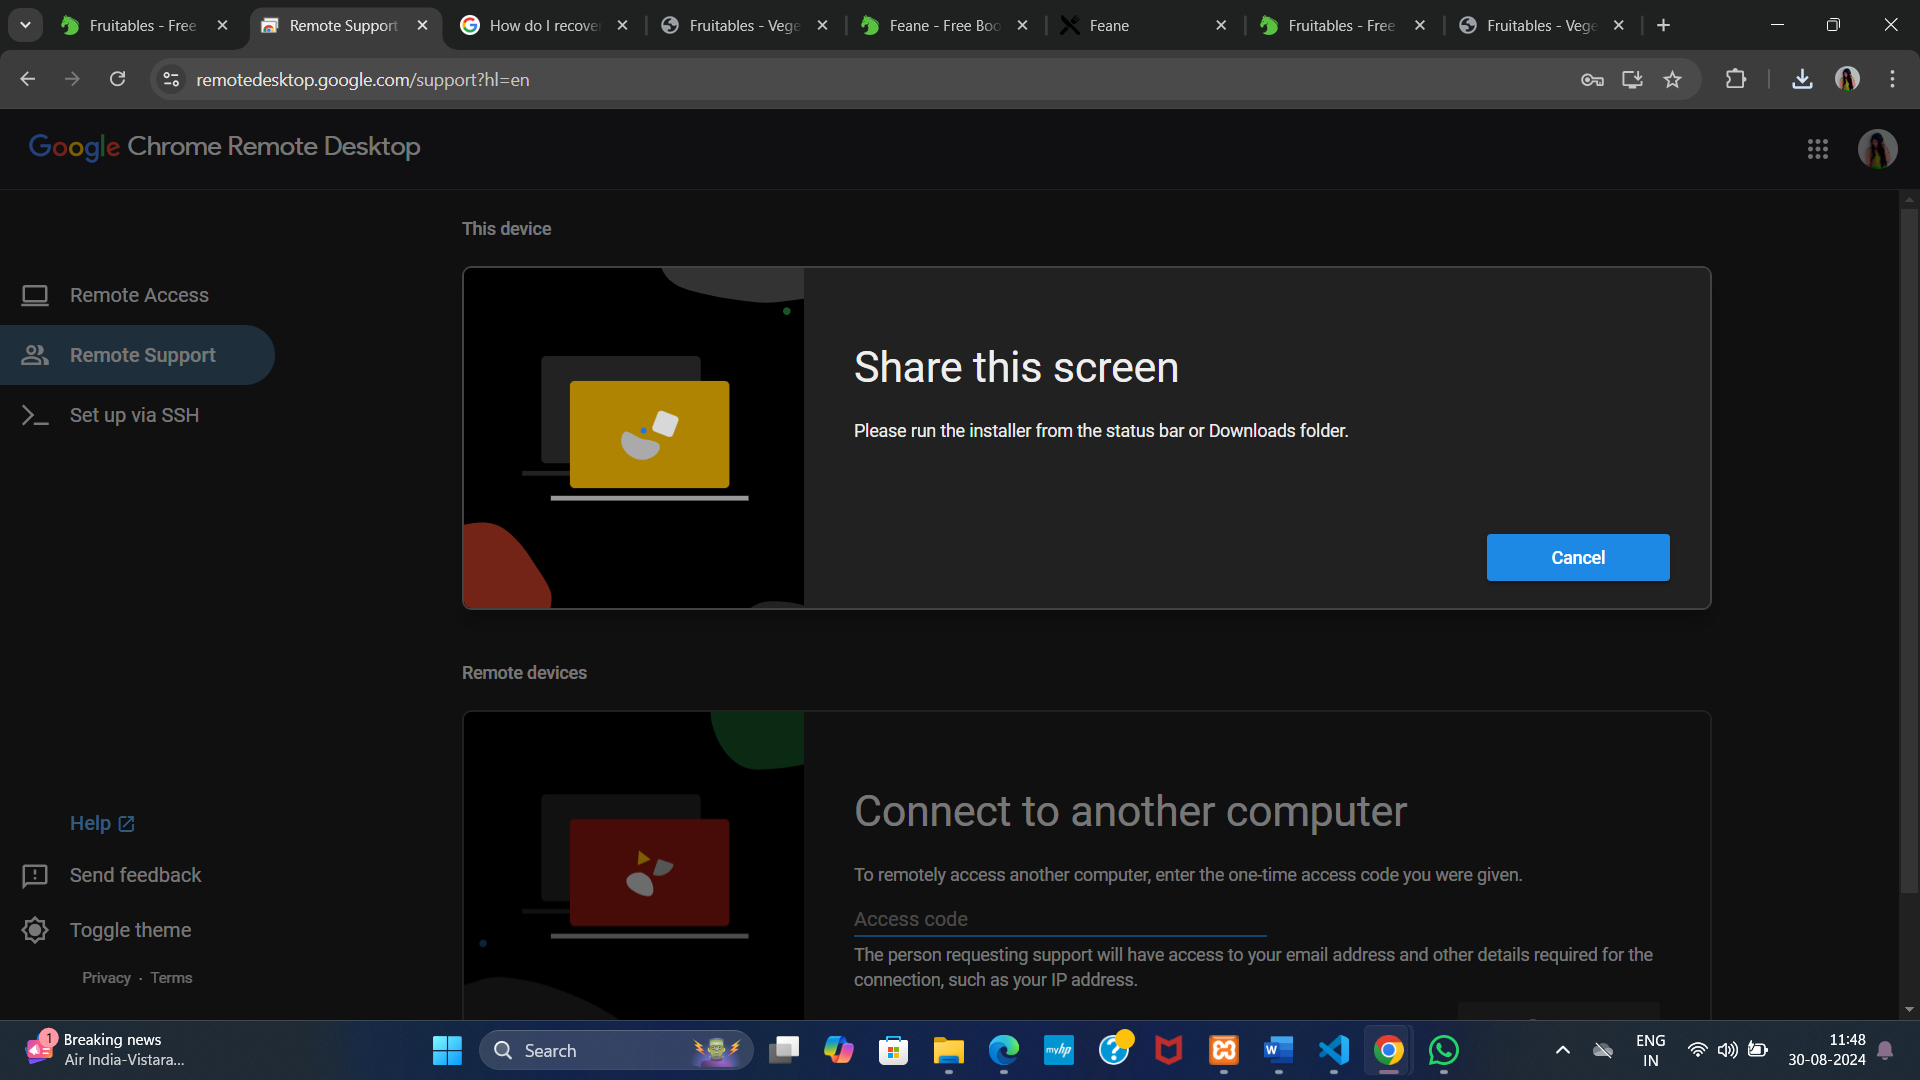 Fruitables - Free
Remote Support
How do I recove
Fruitables - Vege
Feane - Free Boo
Feane
Fruitables - Free
Fruitables - Vege
remotedesktop.google.com/support?hl=en
Google Chrome Remote Desktop
This device
Remote Access
Remote Support
Set up via SSH
Share this screen
Please run the installer from the status bar or Downloads folder.
Cancel
Remote devices
Connect to another computer
To remotely access another computer, enter the one-time access code you were given.
Access code
The person requesting support will have access to your email address and other details required for the
connection, such as your IP address.
Help
Send feedback
Toggle theme
Privacy · Terms
1
Breaking news
Air India-Vistara...
Search
myhp
W
ENG
IN
11:48
30-08-2024